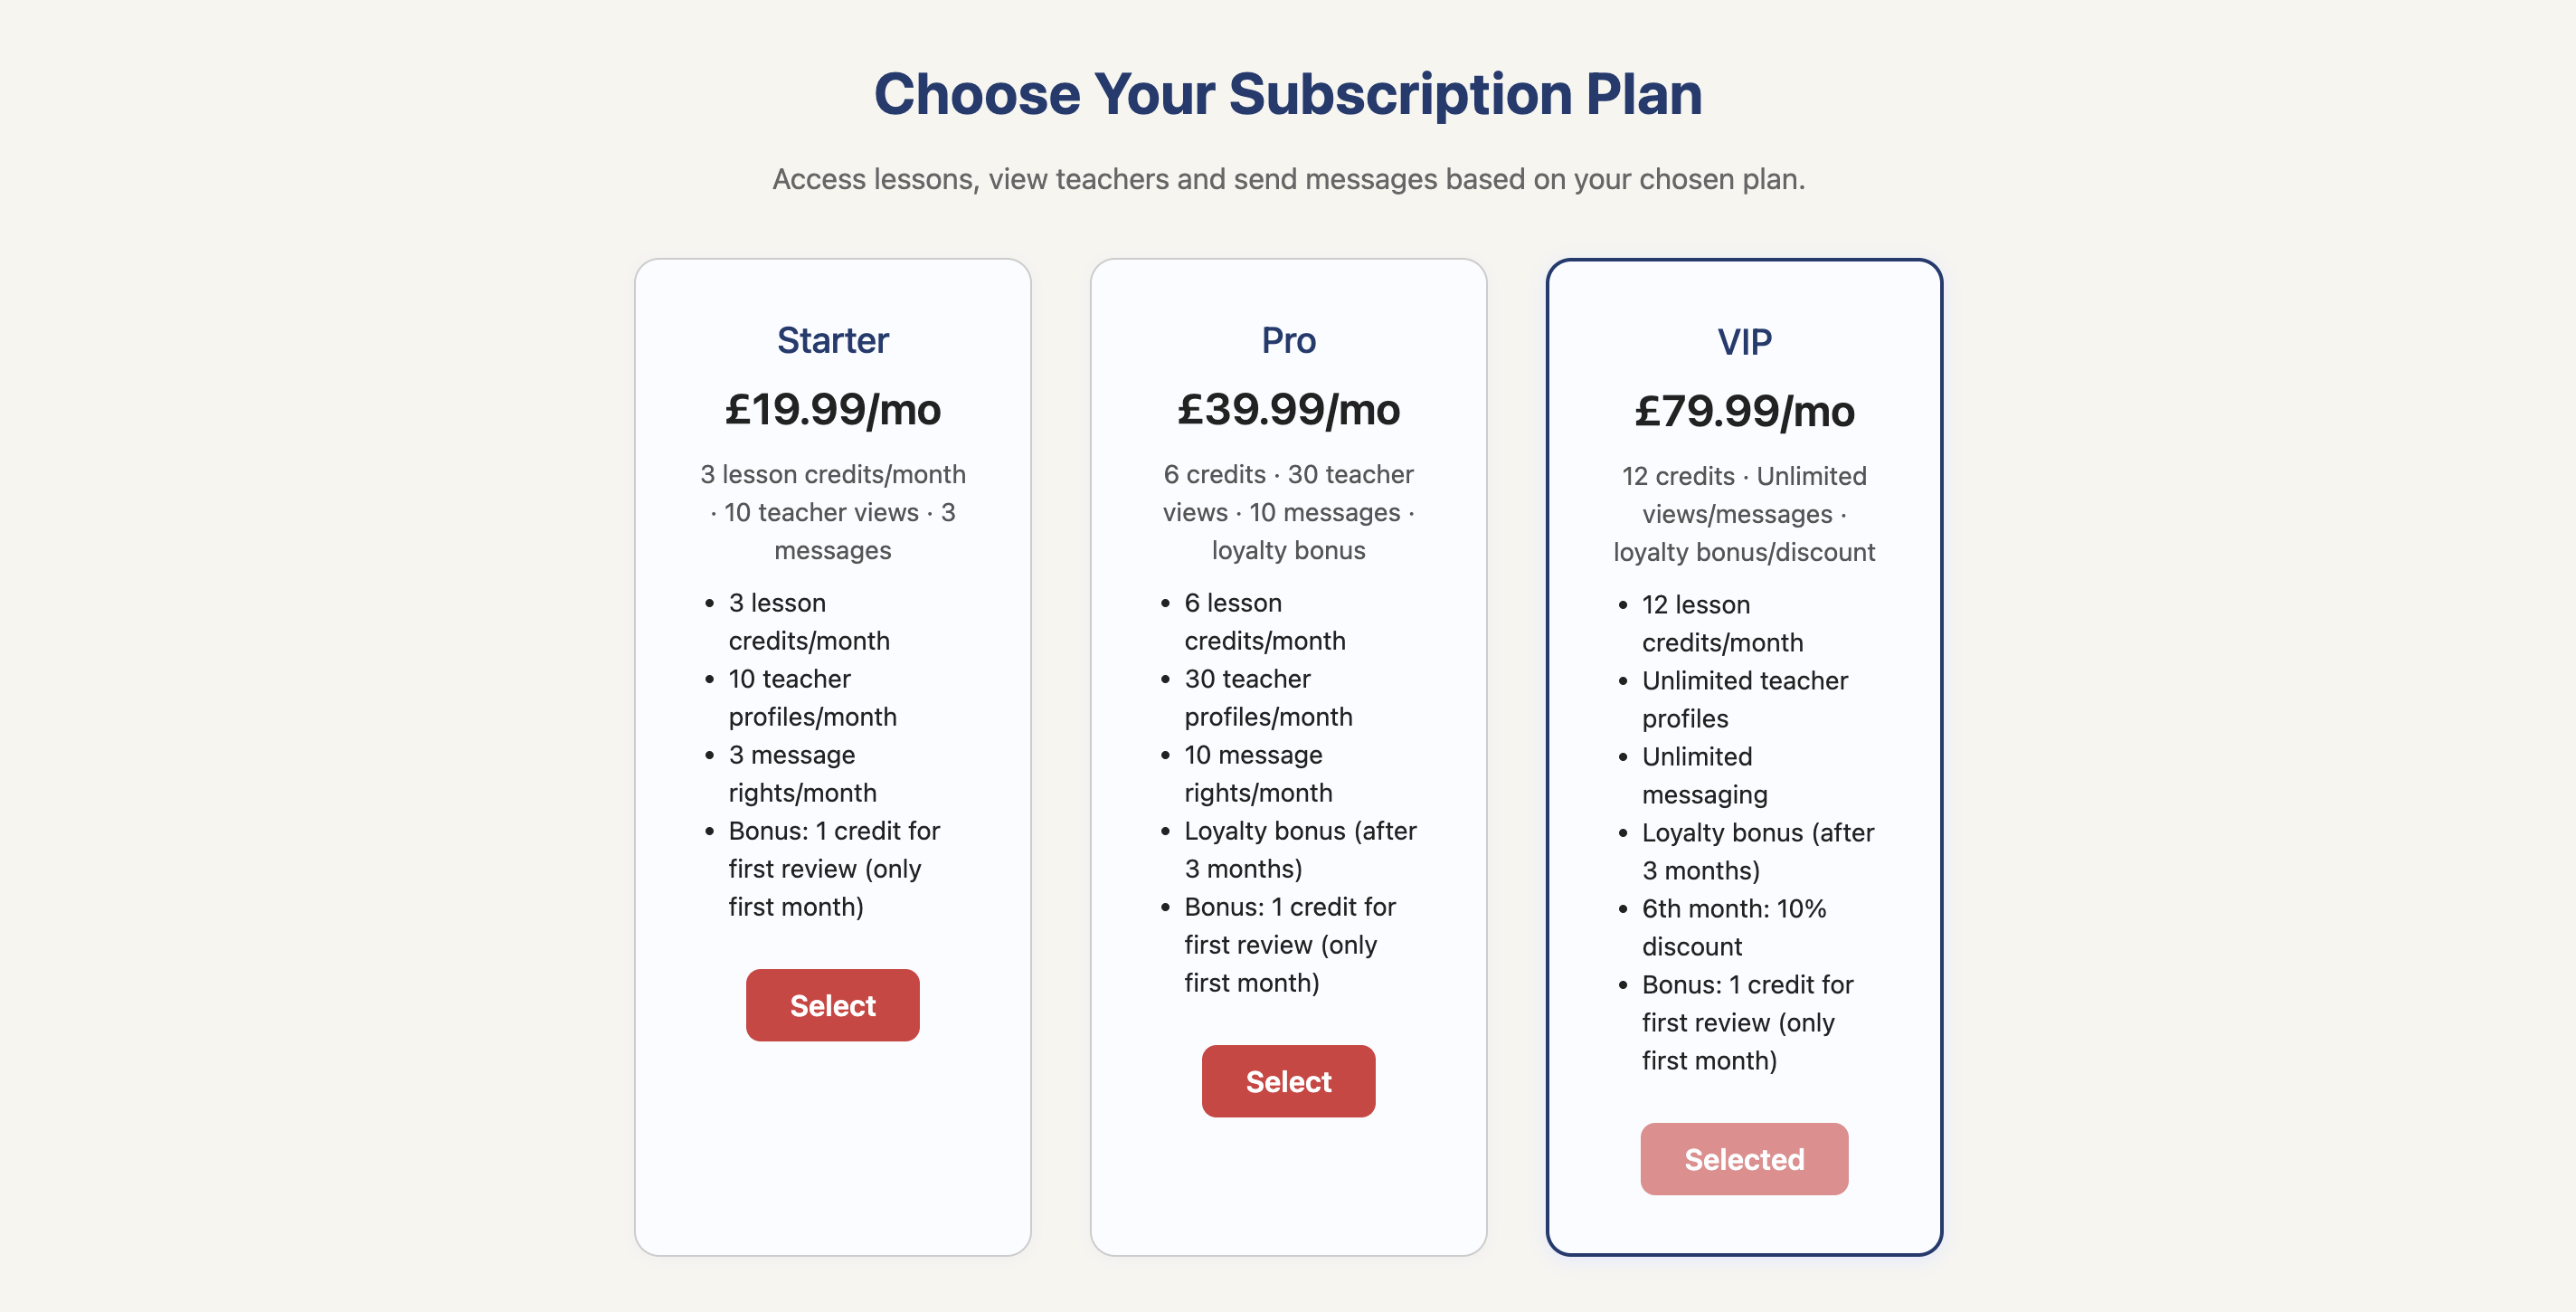 Choose Your Subscription Plan
Access lessons, view teachers and send messages based on your chosen plan.
Starter
£19.99/mo
3 lesson credits/month
· 10 teacher views · 3
messages
• 3 lesson
credits/month
• 10 teacher
profiles/month
• 3 message
rights/month
• Bonus: 1 credit for
first review (only
first month)
Select
Pro
£39.99/mo
6 credits · 30 teacher
views · 10 messages ·
loyalty bonus
• 6 lesson
credits/month
• 30 teacher
profiles/month
• 10 message
rights/month
• Loyalty bonus (after
3 months)
• Bonus: 1 credit for
first review (only
first month)
Select
VIP
£79.99/mo
12 credits · Unlimited
views/messages ·
loyalty bonus/discount
• 12 lesson
credits/month
• Unlimited teacher
profiles
• Unlimited
messaging
• Loyalty bonus (after
3 months)
• 6th month: 10%
discount
• Bonus: 1 credit for
first review (only
first month)
Selected